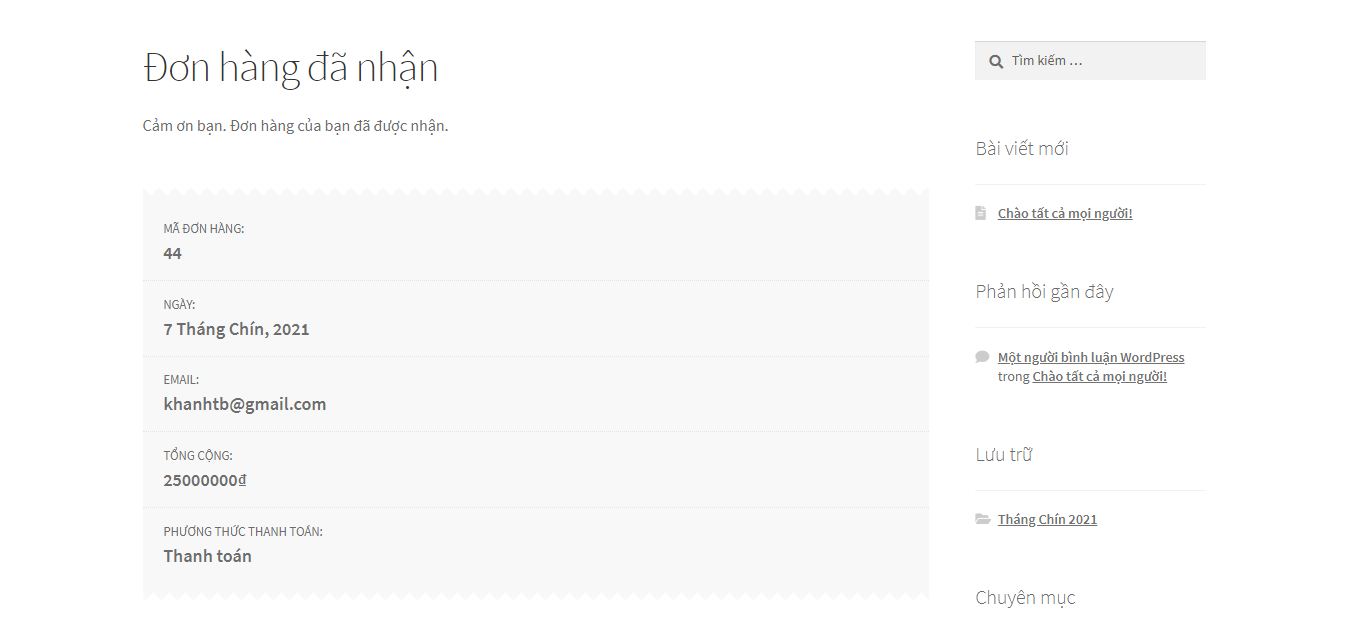 Đơn hàng đã nhận
Cảm ơn bạn. Đơn hàng của bạn đã được nhận.
MÃ ĐƠN HÀNG:
44
NGÀY:
7 Tháng Chín, 2021
EMAIL:
khanhtb@gmail.com
TỔNG CỘNG:
25000000₫
PHƯƠNG THỨC THANH TOÁN:
Thanh toán
Tìm kiếm …
Bài viết mới
Chào tất cả mọi người!
Phản hồi gần đây
Một người bình luận WordPress
trong Chào tất cả mọi người!
Lưu trữ
Tháng Chín 2021
Chuyên mục